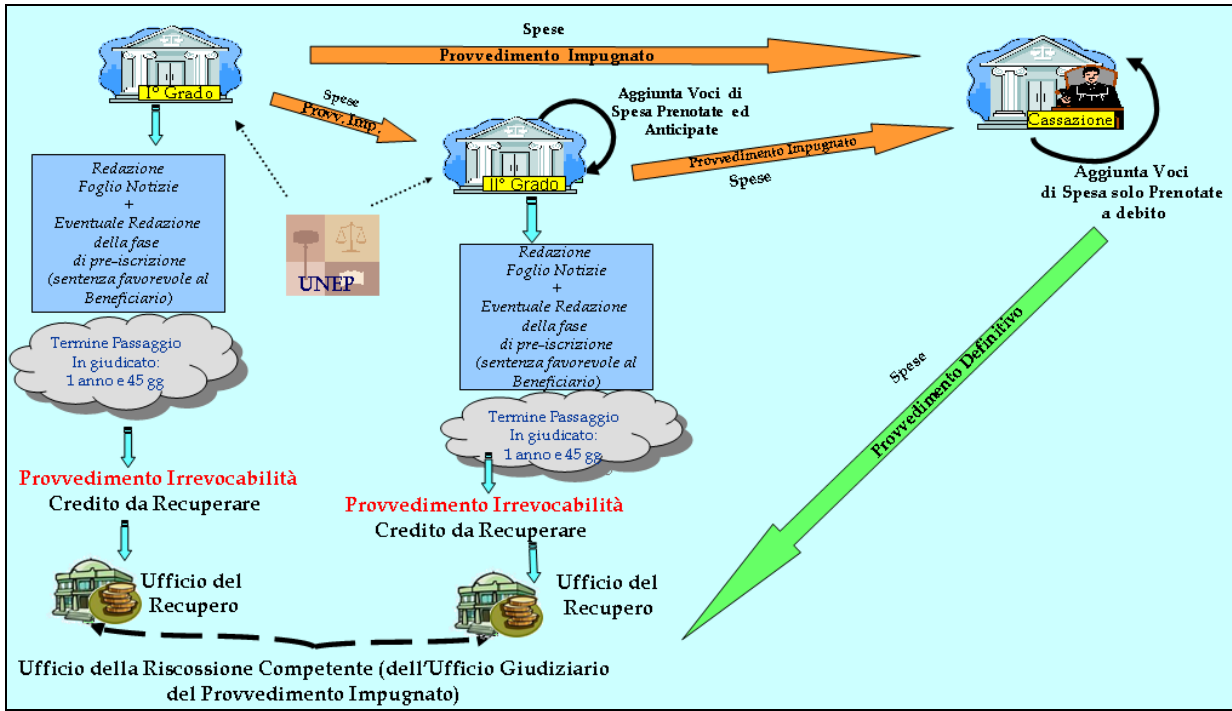 Spese
Provvedimento Impugnato
I° Grado
Spese
Provv. Imp.
Aggiunta Voci di
Spesa Prenotate ed
Anticipate
II° Grado
Provvedimento Impugnato
Spese
Cassazione
Aggiunta Voci
di Spesa solo Prenotate
a debito
Redazione
Foglio Notizie
+
Eventuale Redazione
della fase
di pre-iscrizione
(sentenza favorevole al
Beneficiario)
UNEP
Redazione
Foglio Notizie
+
Eventuale Redazione
della fase
di pre-iscrizione
(sentenza favorevole al
Beneficiario)
Termine Passaggio
In giudicato:
1 anno e 45 gg
Termine Passaggio
In giudicato:
1 anno e 45 gg
Spese
Provvedimento Definitivo
Provvedimento Irrevocabilità
Credito da Recuperare
Provvedimento Irrevocabilità
Credito da Recuperare
Ufficio del
Recupero
Ufficio del
Recupero
Ufficio della Riscossione Competente (dell'Ufficio Giudiziario
del Provvedimento Impugnato)